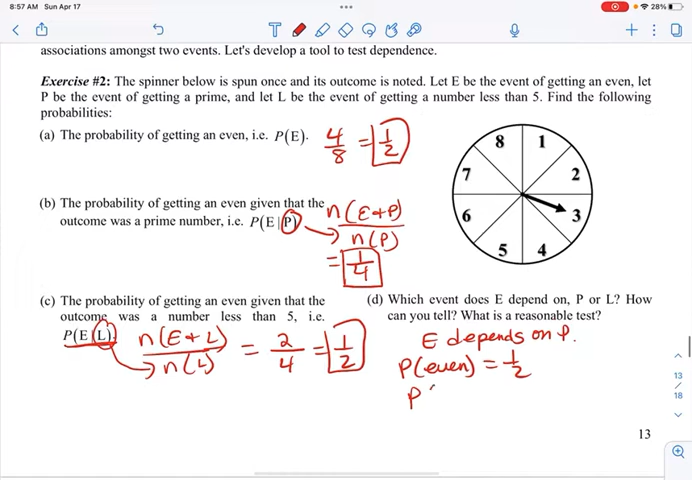 8:57 AM Sun Apr 17
28%
associations amongst two events. Let's develop a tool to test dependence.
Exercise #2: The spinner below is spun once and its outcome is noted. Let E be the event of getting an even, let
P be the event of getting a prime, and let L be the event of getting a number less than 5. Find the following
probabilities:
(a) The probability of getting an even, i.e. P(E).
4/8 = 1/2
8 1
7 2
6 3
5 4
(b) The probability of getting an even given that the
outcome was a prime number, i.e. P(E|P)
n(E+P)
n(P)
= 1/4
(c) The probability of getting an even given that the
outcome was a number less than 5, i.e.
P(E|L).
n(E+L)
n(L)
= 2/4 = 1/2
(d) Which event does E depend on, P or L? How
can you tell? What is a reasonable test?
E depends on P.
P(even) = 1/2
P
13
13
/
18